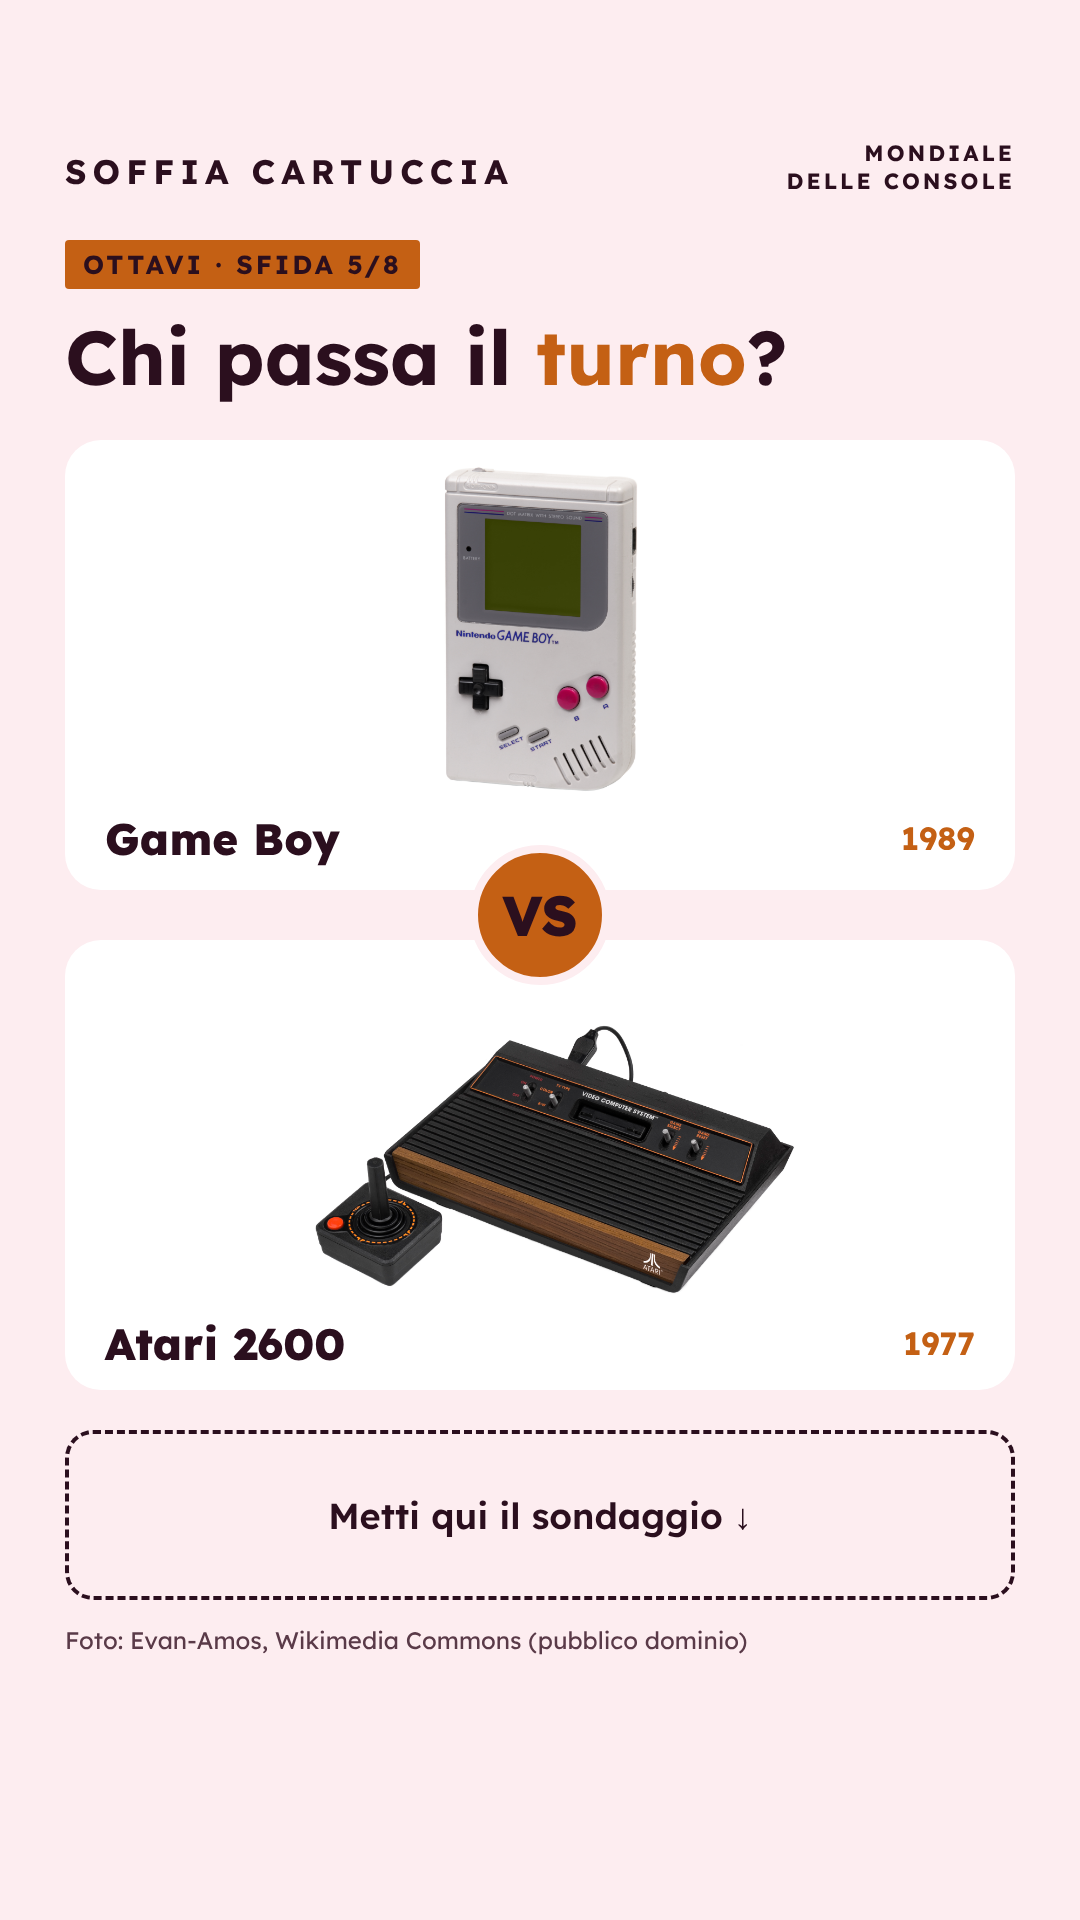 SOFFIA CARTUCCIA
MONDIALE
DELLE CONSOLE
OTTAVI · SFIDA 5/8
Chi passa il turno?
Nintendo GAME BOY™
B A
SELECT START
Game Boy
1989
VS
VIDEO COMPUTER SYSTEM™
ATARI
Atari 2600
1977
Metti qui il sondaggio ↓
Foto: Evan-Amos, Wikimedia Commons (pubblico dominio)